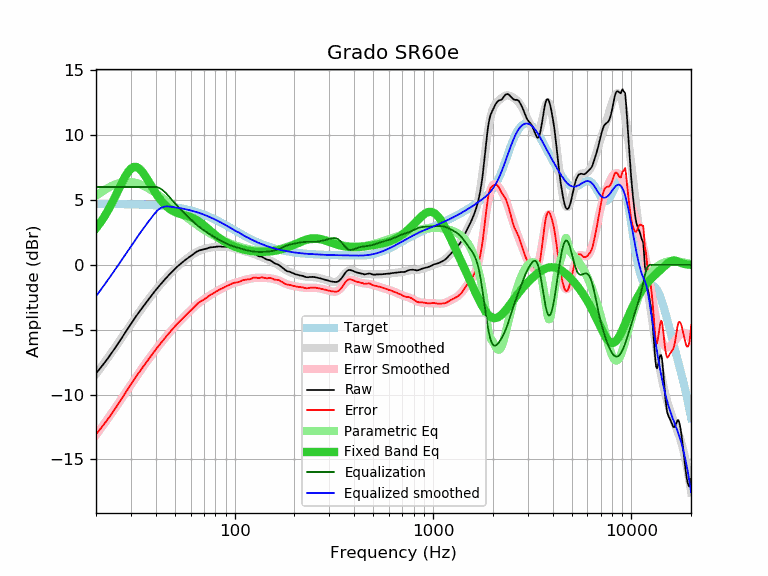 Grado SR60e
15
10
5
0
−5
−10
−15
Amplitude (dBr)
Target
Raw Smoothed
Error Smoothed
Raw
Error
Parametric Eq
Fixed Band Eq
Equalization
Equalized smoothed
100
1000
10000
Frequency (Hz)